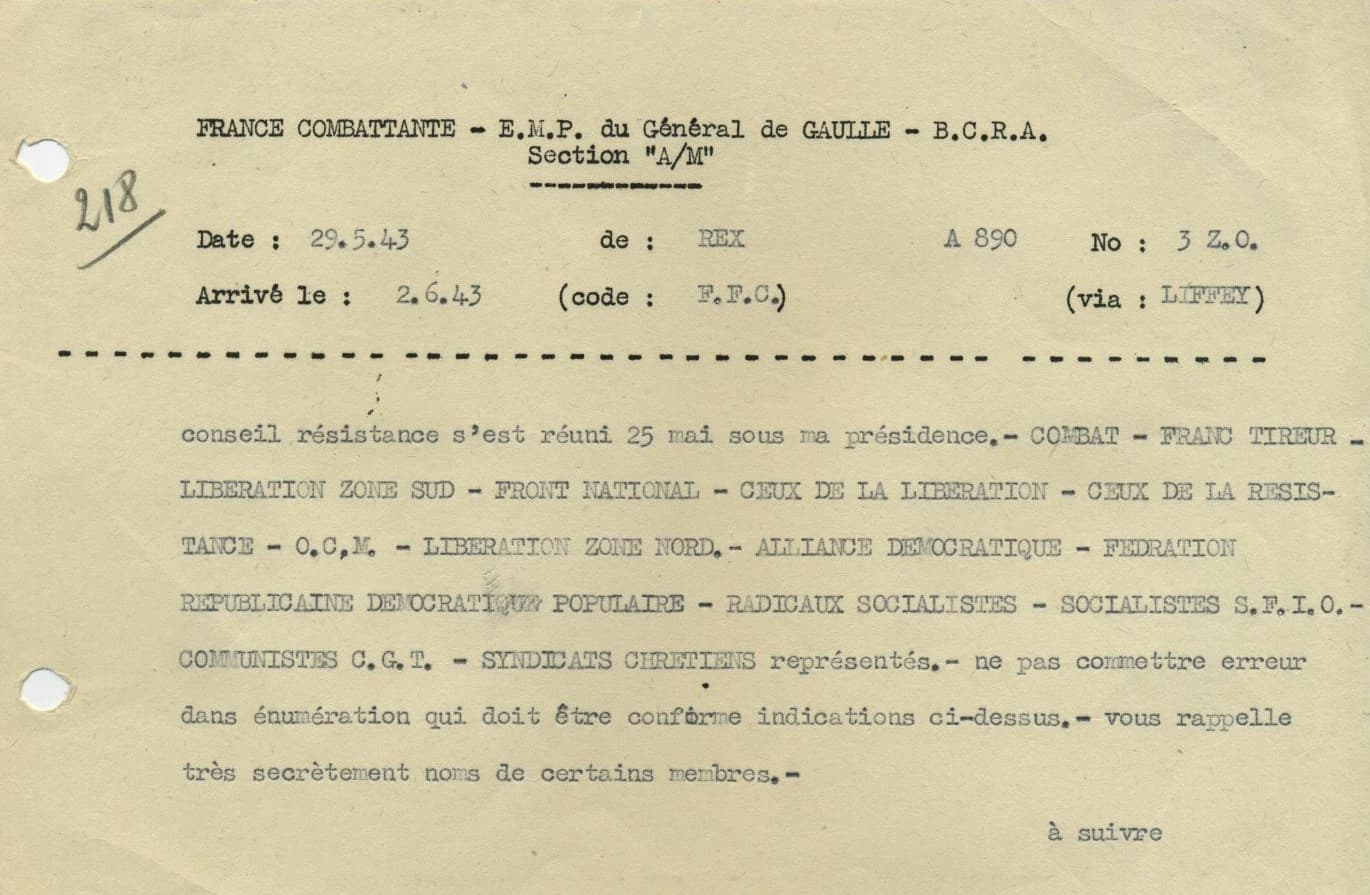 FRANCE COMBATTANTE - E.M.P. du Général de GAULLE - B.C.R.A.
Section "A/M"
218
Date : 29.5.43 de : REX A 890 No : 3 Z.O.
Arrivé le : 2.6.43 (code : F.F.C.) (via : LIFFEY)
conseil résistance s'est réuni 25 mai sous ma présidence.- COMBAT - FRANC TIREUR -
LIBERATION ZONE SUD - FRONT NATIONAL - CEUX DE LA LIBERATION - CEUX DE LA RESIS-
TANCE - O.C,M. - LIBERATION ZONE NORD.- ALLIANCE DEMOCRATIQUE - FEDRATION
REPUBLICAINE DEMOCRATIQUE POPULAIRE - RADICAUX SOCIALISTES - SOCIALISTES S.F.I.O.-
COMMUNISTES C.G.T. - SYNDICATS CHRETIENS représentés.- ne pas commettre erreur
dans énumération qui doit être conforme indications ci-dessus.- vous rappelle
très secrètement noms de certains membres.-
à suivre